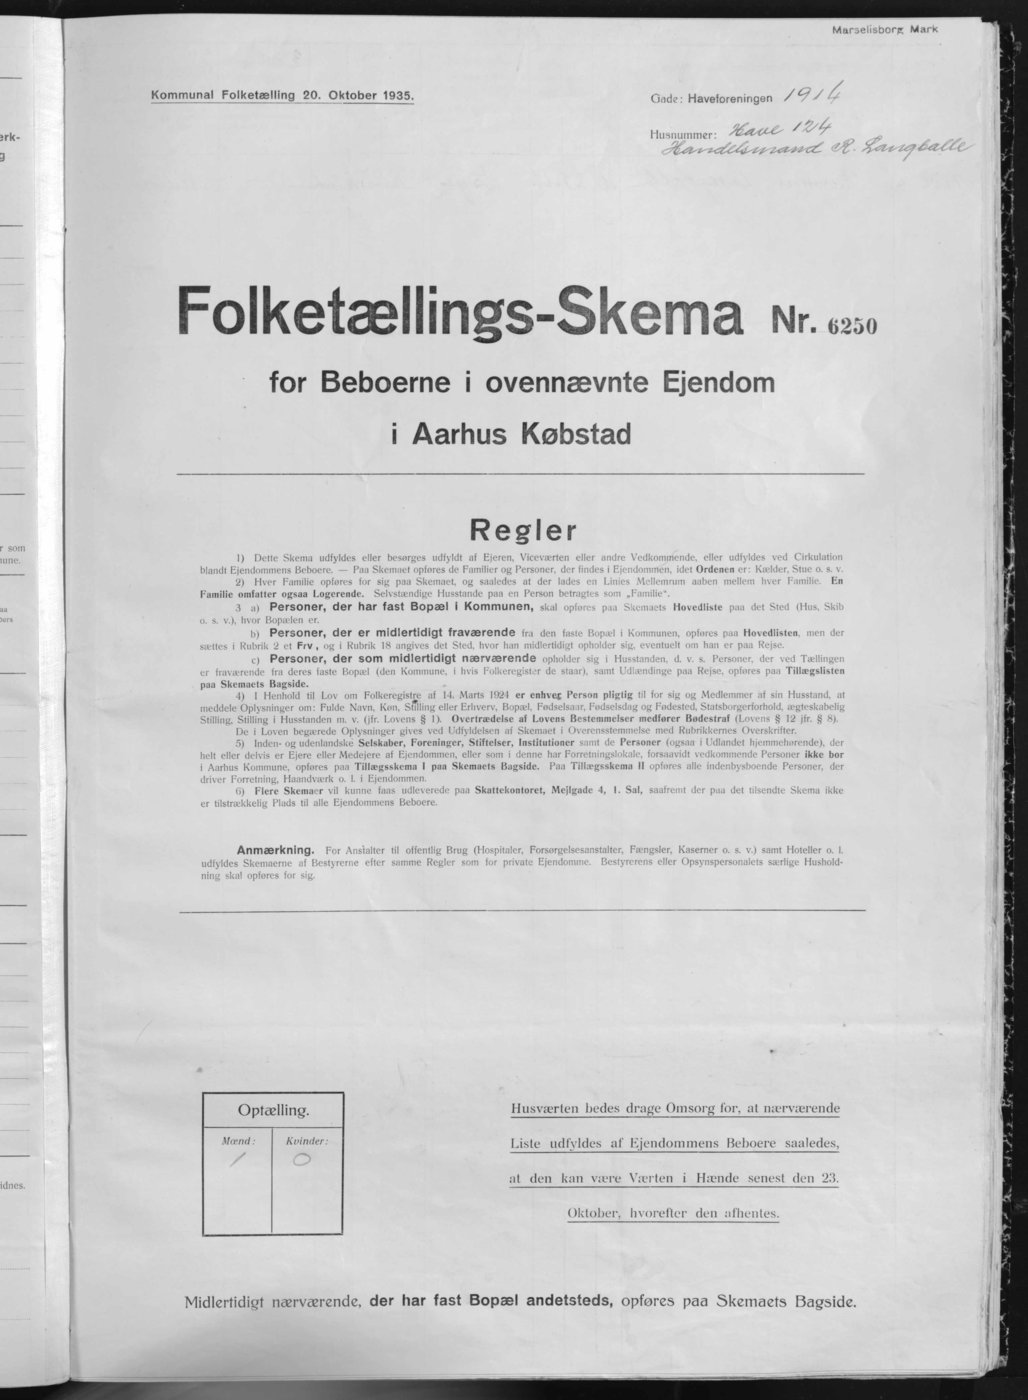 Marselisborg Mark
Kommunal Folketælling 20. Oktober 1935.
Gade: Haveforeningen 1914
Husnummer: Have 124
Handelsmand R. Langballe
Folketællings-Skema Nr. 6250
for Beboerne i ovennævnte Ejendom
i Aarhus Købstad
Regler
1) Dette Skema udfyldes eller besørges udfyldt af Ejeren, Viceværten eller andre Vedkommende, eller udfyldes ved Cirkulation
blandt Ejendommens Beboere. — Paa Skemaet opføres de Familier og Personer, der findes i Ejendommen, idet Ordenen er: Kælder, Stue o. s. v.
2) Hver Familie opføres for sig paa Skemaet, og saaledes at der lades en Linies Mellemrum aaben mellem hver Familie. En
Familie omfatter ogsaa Logerende. Selvstændige Husstande paa en Person betragtes som „Familie“.
3 a) Personer, der har fast Bopæl i Kommunen, skal opføres paa Skemaets Hovedliste paa det Sted (Hus, Skib
o. s. v.), hvor Bopælen er.
b) Personer, der er midlertidigt fraværende fra den faste Bopæl i Kommunen, opføres paa Hovedlisten, men der
sættes i Rubrik 2 et Frv, og i Rubrik 18 angives det Sted, hvor han midlertidigt opholder sig, eventuelt om han er paa Rejse.
c) Personer, der som midlertidigt nærværende opholder sig i Husstanden, d. v. s. Personer, der ved Tællingen
er fraværende fra deres faste Bopæl (den Kommune, i hvis Folkeregister de staar), samt Udlændinge paa Rejse, opføres paa Tillægslisten
paa Skemaets Bagside.
4) I Henhold til Lov om Folkeregistre af 14. Marts 1924 er enhver Person pligtig til for sig og Medlemmer af sin Husstand, at
meddele Oplysninger om: Fulde Navn, Køn, Stilling eller Erhverv, Bopæl, Fødselsaar, Fødselsdag og Fødested, Statsborgerforhold, ægteskabelig
Stilling, Stilling i Husstanden m. v. (jfr. Lovens § 1). Overtrædelse af Lovens Bestemmelser medfører Bødestraf (Lovens § 12 jfr. § 8).
De i Loven begærede Oplysninger gives ved Udfyldelsen af Skemaet i Overensstemmelse med Rubrikkernes Overskrifter.
5) Inden- og udenlandske Selskaber, Foreninger, Stiftelser, Institutioner samt de Personer (ogsaa i Udlandet hjemmehørende), der
helt eller delvis er Ejere eller Medejere af Ejendommen, eller som i denne har Forretningslokale, forsaavidt vedkommende Personer ikke bor
i Aarhus Kommune, opføres paa Tillægsskema I paa Skemaets Bagside. Paa Tillægsskema II opføres alle indenbysboende Personer, der
driver Forretning, Haandværk o. l. i Ejendommen.
6) Flere Skemaer vil kunne faas udleverede paa Skattekontoret, Mejlgade 4, 1. Sal, saafremt der paa det tilsendte Skema ikke
er tilstrækkelig Plads til alle Ejendommens Beboere.
Anmærkning. For Anstalter til offentlig Brug (Hospitaler, Forsørgelsesanstalter, Fængsler, Kaserner o. s. v.) samt Hoteller o. l.
udfyldes Skemaerne af Bestyrerne efter samme Regler som for private Ejendomme. Bestyrerens eller Opsynspersonalets særlige Hushold-
ning skal opføres for sig.
Optælling.
Mænd: Kvinder:
1 0
Husværten bedes drage Omsorg for, at nærværende
Liste udfyldes af Ejendommens Beboere saaledes,
at den kan være Værten i Hænde senest den 23.
Oktober, hvorefter den afhentes.
Midlertidigt nærværende, der har fast Bopæl andetsteds, opføres paa Skemaets Bagside.